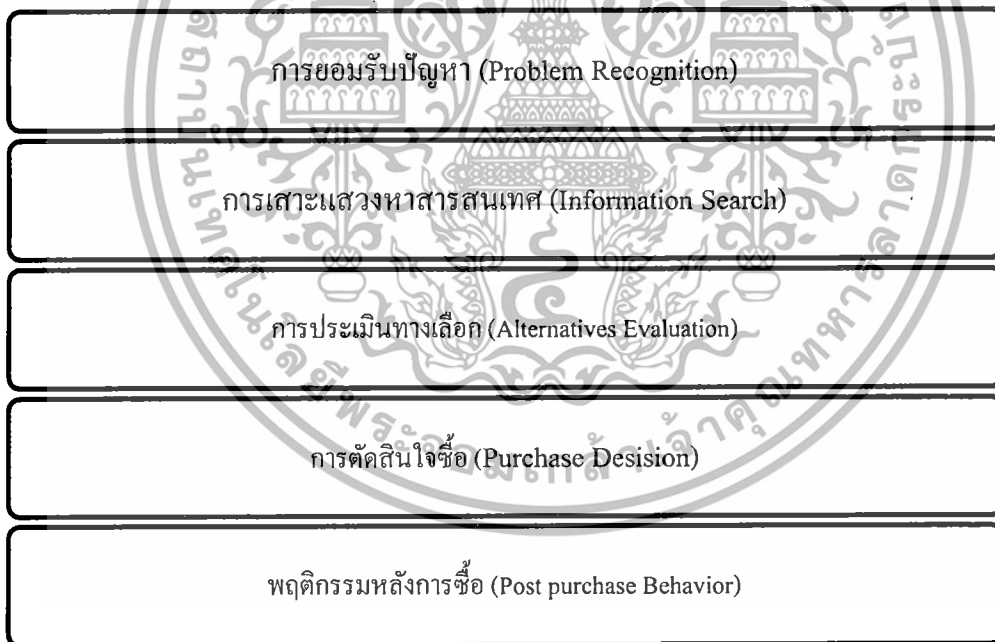 การยอมรับปัญหา (Problem Recognition)
การเสาะแสวงหาสารสนเทศ (Information Search)
การประเมินทางเลือก (Alternatives Evaluation)
การตัดสินใจซื้อ (Purchase Desision)
พฤติกรรมหลังการซื้อ (Post purchase Behavior)